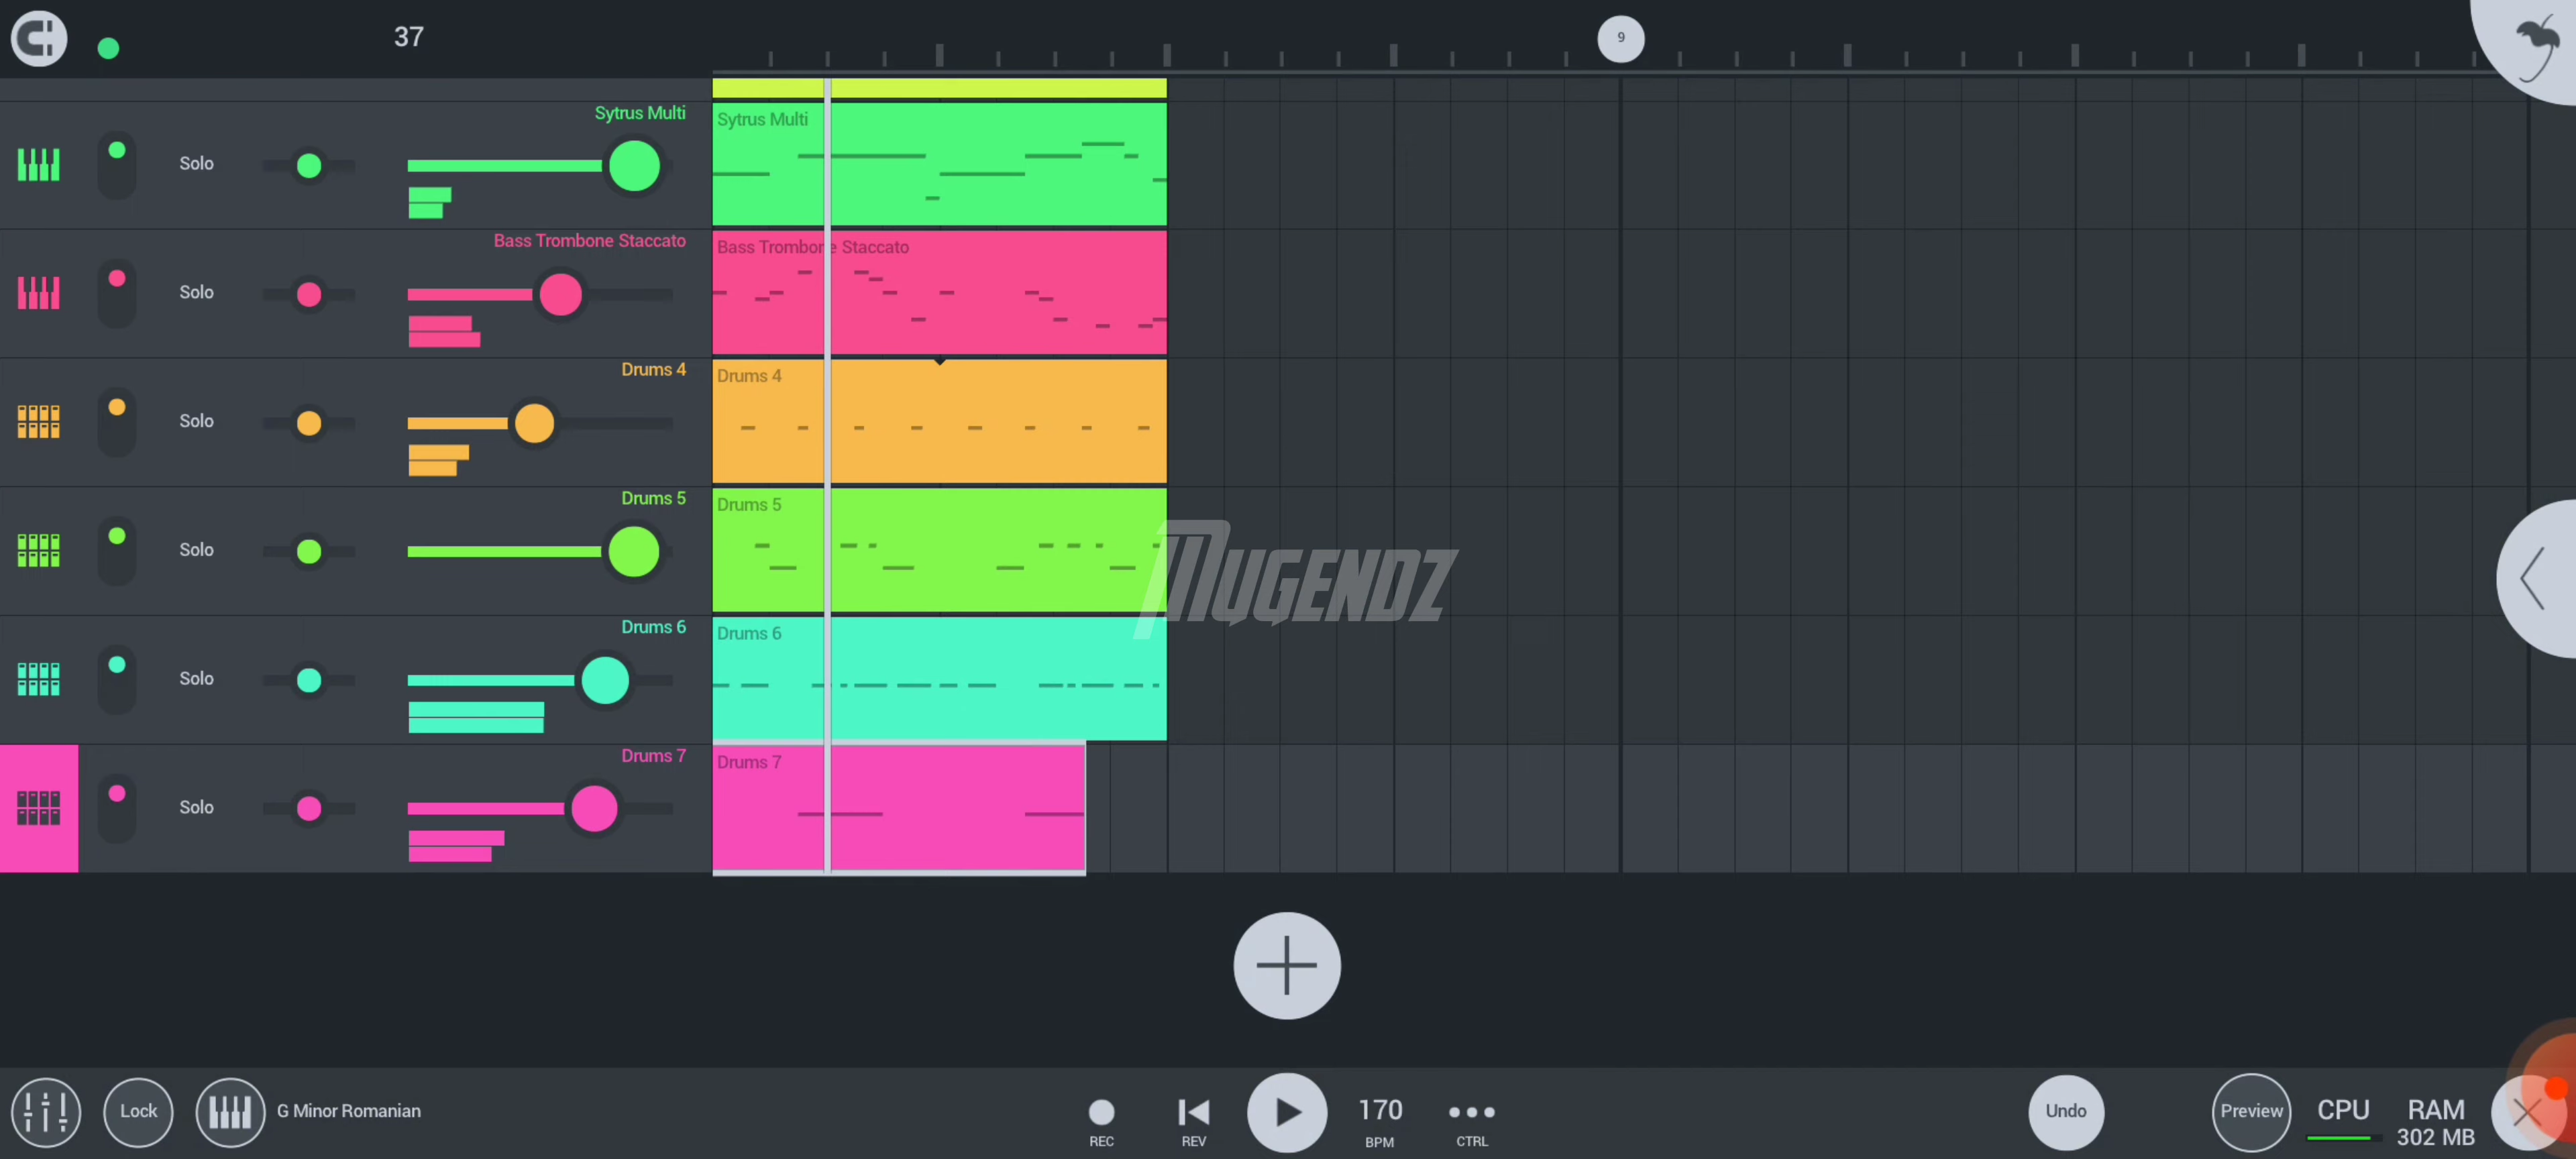 37
9
Sytrus Multi
Sytrus Multi
Solo
Bass Trombone Staccato
Bass Trombone Staccato
Solo
Drums 4
Drums 4
Solo
Drums 5
Drums 5
Solo
MUGENDZ
Drums 6
Drums 6
Solo
Drums 7
Drums 7
Solo
Lock
G Minor Romanian
REC
REV
170
BPM
CTRL
Undo
Preview
CPU
RAM
302 MB